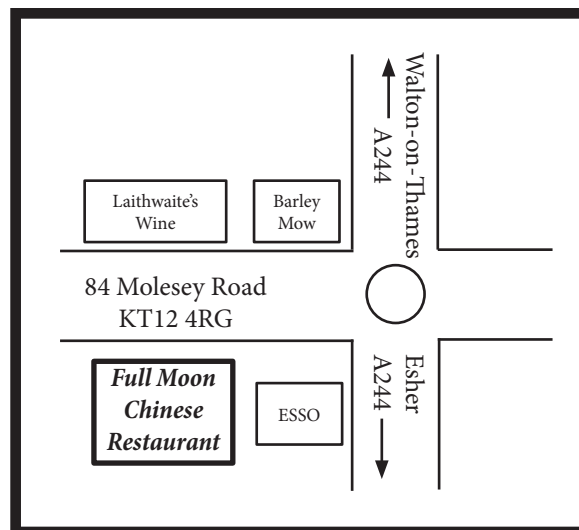 Walton-on-Thames
A244
Laithwaite's
Wine
Barley
Mow
84 Molesey Road
KT12 4RG
Full Moon
Chinese
Restaurant
ESSO
Esher
A244